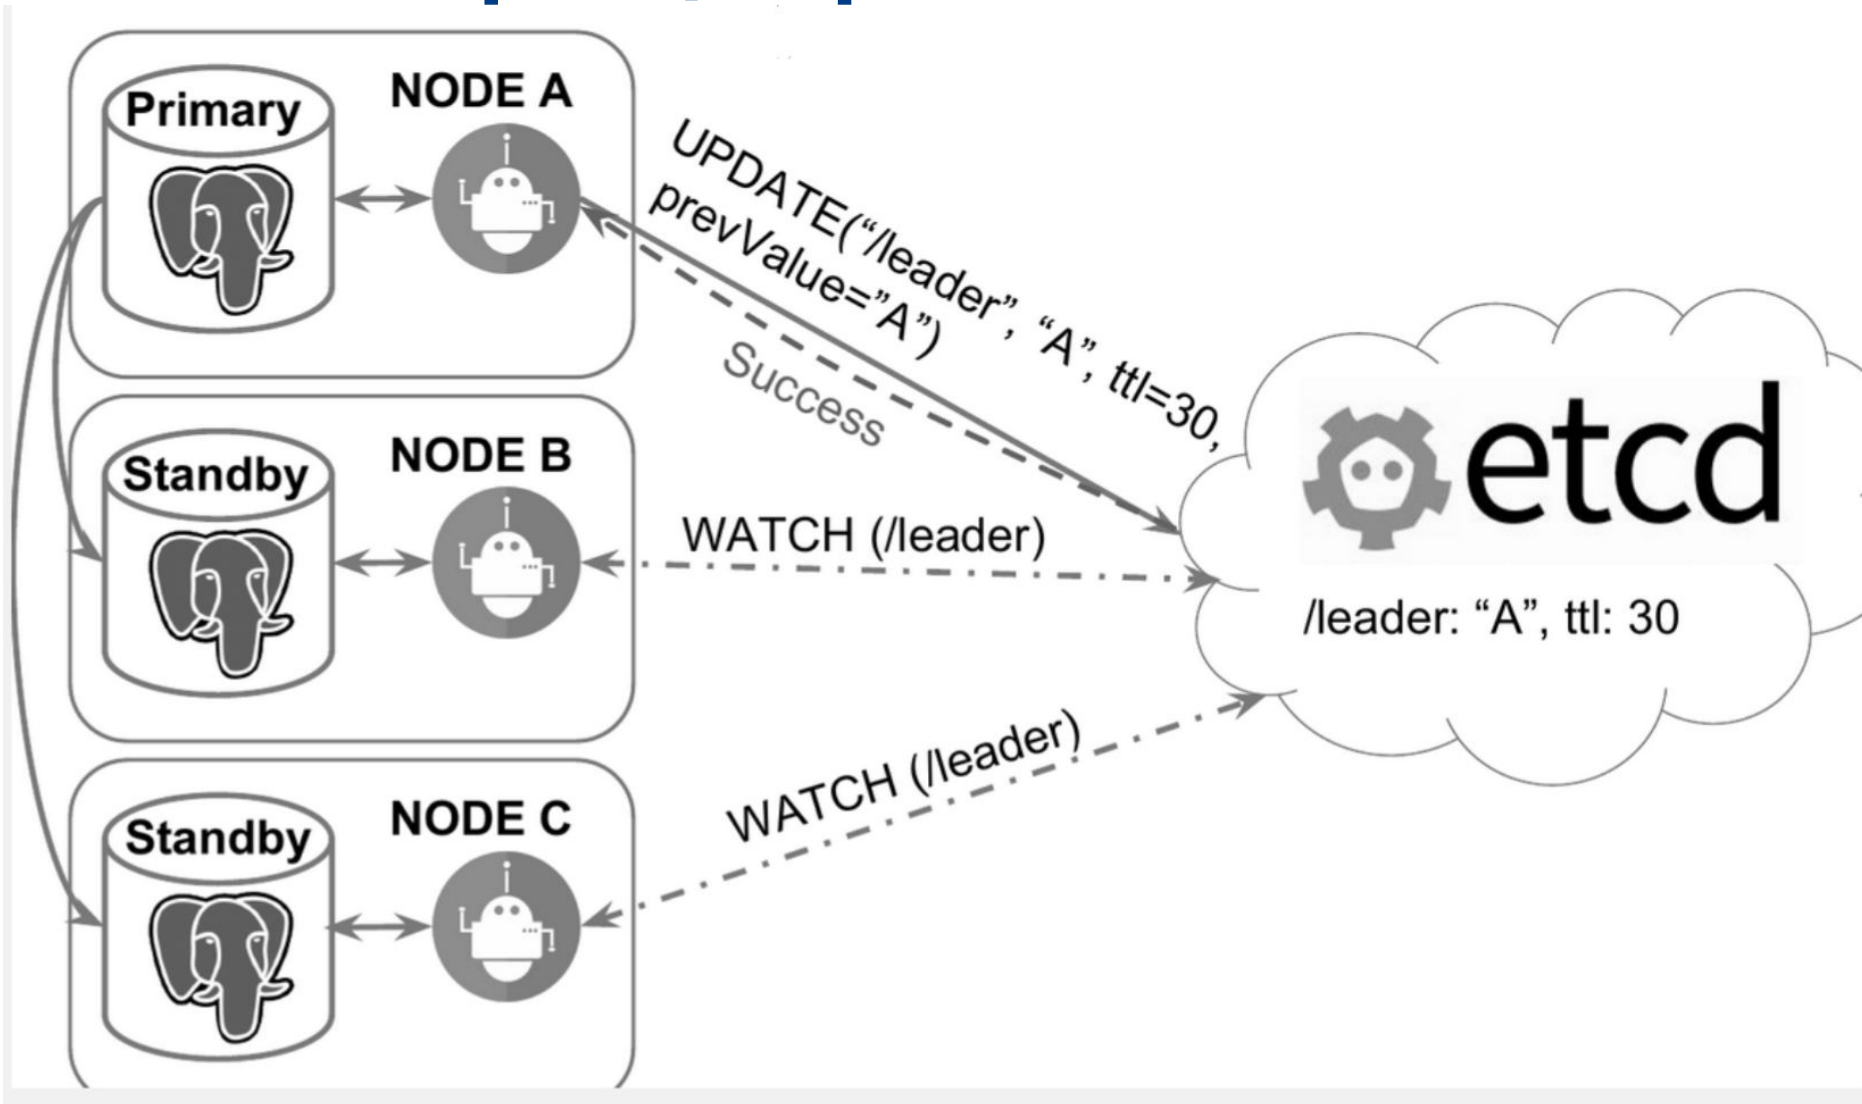 Primary
NODE A
UPDATE(“/leader”, “A”, ttl=30,
prevValue=”A”)
Success
Standby
NODE B
WATCH (/leader)
etcd
/leader: “A”, ttl: 30
Standby
NODE C
WATCH (/leader)